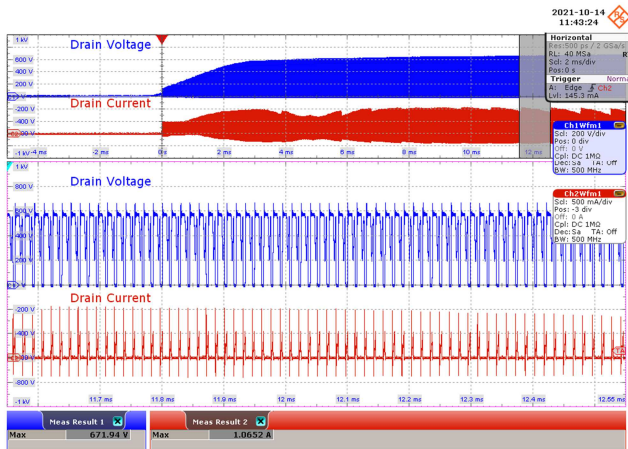 2021-10-14
11:43:24
Horizontal
Res:500 ps / 2 GSa/s
RL: 40 MSa
Scl: 2 ms/div
Pos:0 s
Trigger Norma
A: Edge Ch2
Lvl: 145.3 mA
1 kV
Drain Voltage
600 V
400 V
200 V
Drain Current
-400 V
-1 kV
-4 ms
-2 ms
0 s
2 ms
4 ms
6 ms
8 ms
10 ms
12 ms
Ch1Wfm1
Scl: 200 V/div
Pos: 0 div
Off: 0 V
Cpl: DC 1MΩ
Dec:Sa TA: Off
BW: 500 MHz
1 kV
Drain Voltage
800 V
600 V
400 V
200 V
Ch2Wfm1
Scl: 500 mA/div
Pos: -3 div
Off: 0 A
Cpl: DC 1MΩ
Dec:Sa TA: Off
BW: 500 MHz
Drain Current
-200 V
-400 V
-800 V
-1 kV
11.7 ms
11.8 ms
11.9 ms
12 ms
12.1 ms
12.2 ms
12.3 ms
12.4 ms
12.55 ms
Meas Result 1
Meas Result 2
Max 671.94 V
Max 1.0652 A